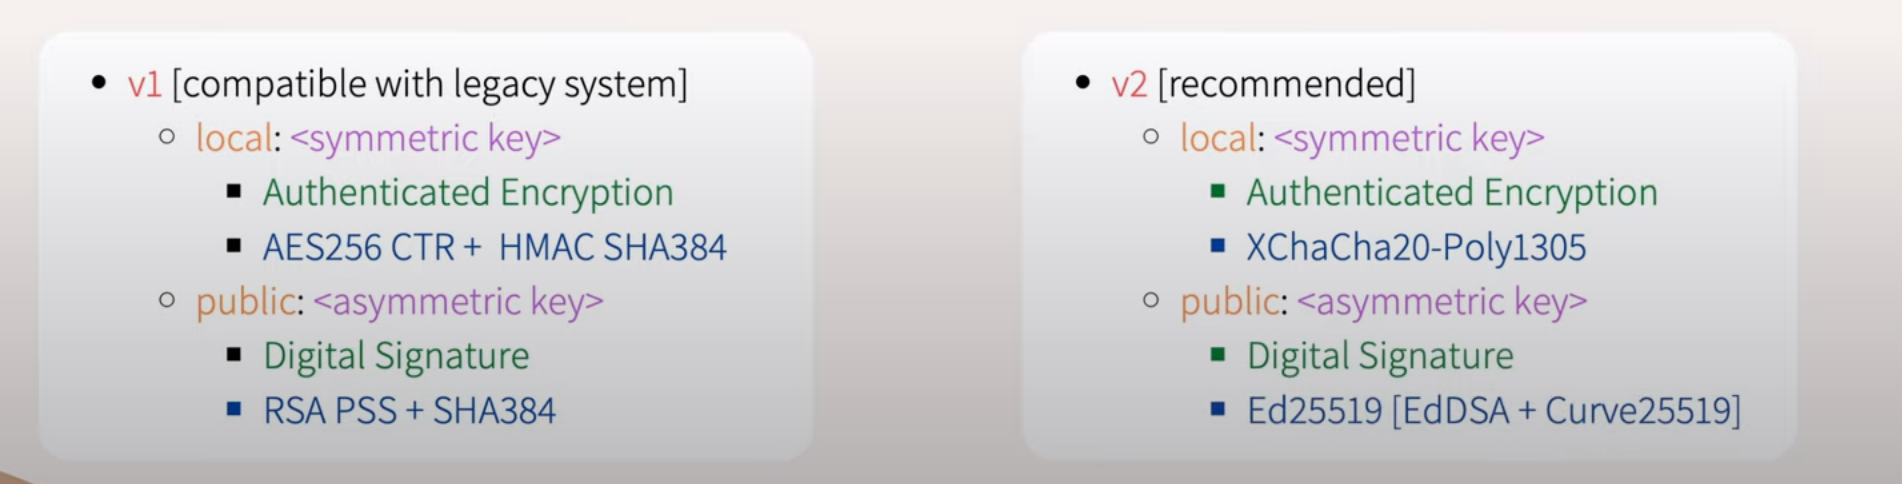 v1 [compatible with legacy system]
local: <symmetric key>
Authenticated Encryption
AES256 CTR + HMAC SHA384
public: <asymmetric key>
Digital Signature
RSA PSS + SHA384
v2 [recommended]
local: <symmetric key>
Authenticated Encryption
XChaCha20-Poly1305
public: <asymmetric key>
Digital Signature
Ed25519 [EdDSA + Curve25519]